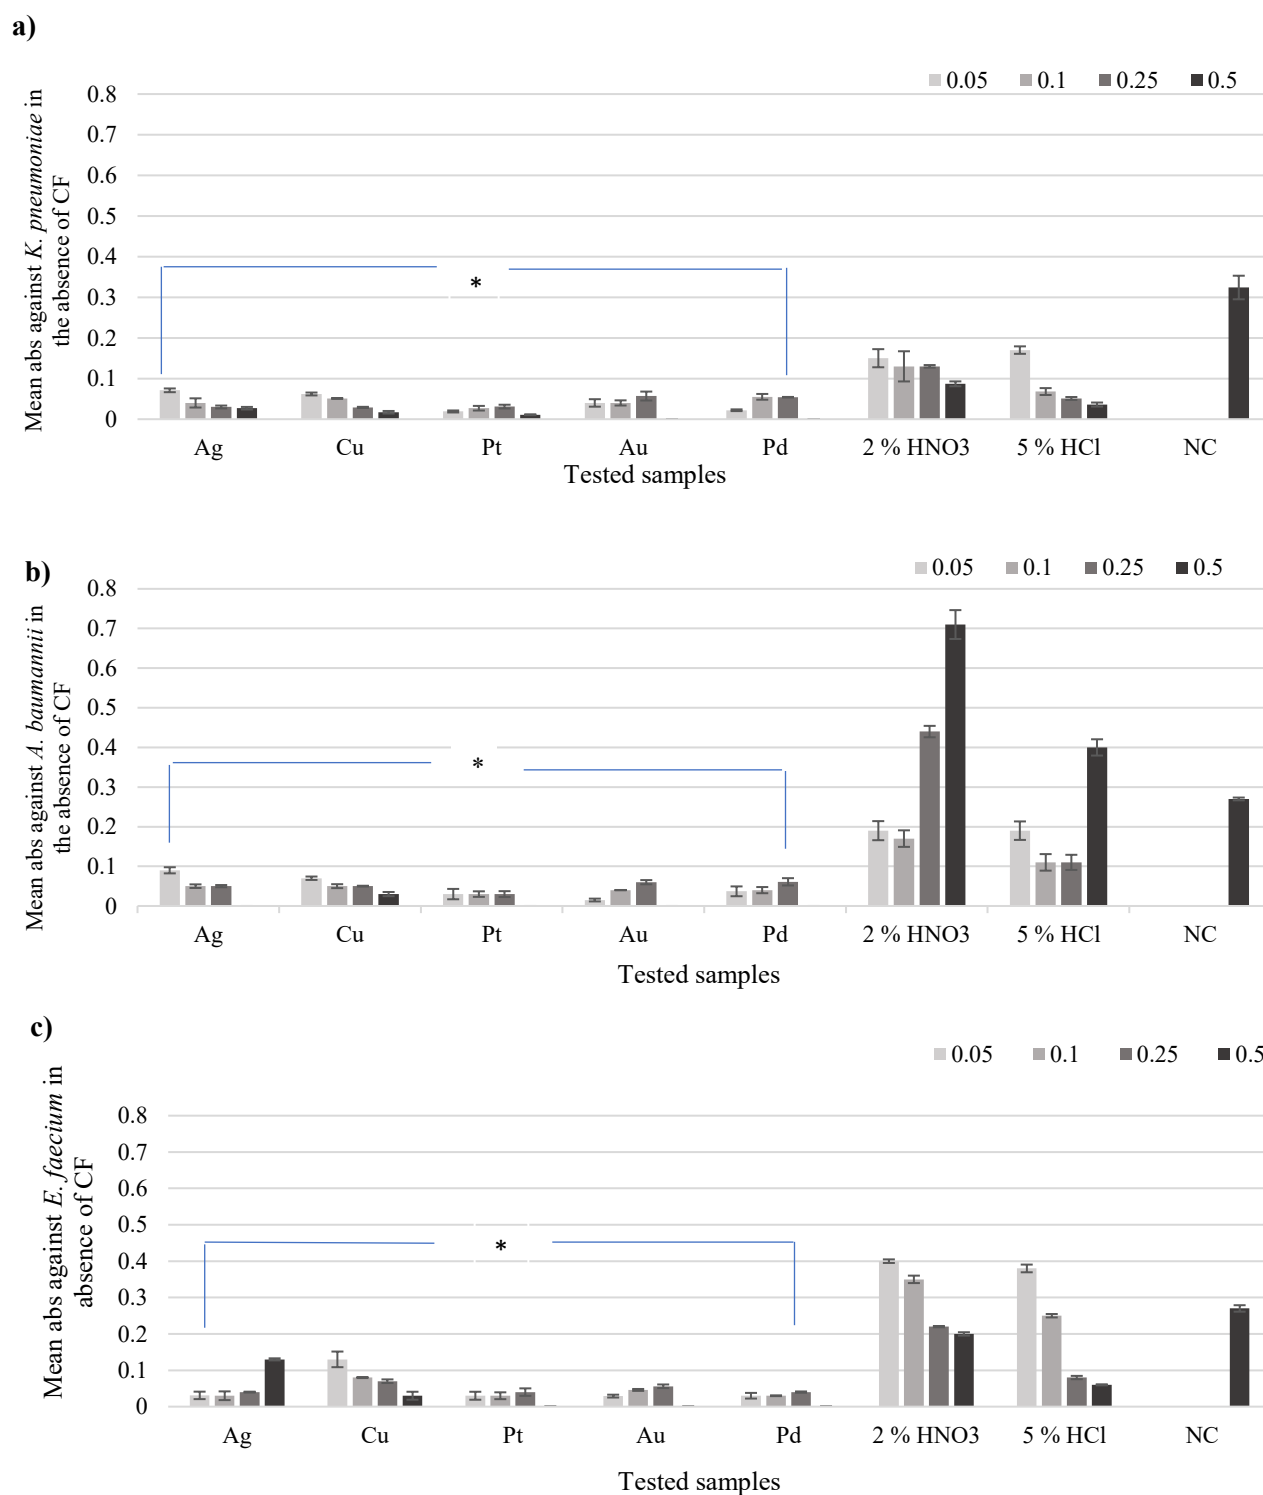 a)
0.05 0.1 0.25 0.5
Mean abs against K. pneumoniae in
the absence of CF
0.8
0.7
0.6
0.5
0.4
0.3
0.2
0.1
0
*
Ag Cu Pt Au Pd 2 % HNO3 5 % HCl NC
Tested samples
b)
0.05 0.1 0.25 0.5
Mean abs against A. baumannii in
the absence of CF
0.8
0.7
0.6
0.5
0.4
0.3
0.2
0.1
0
*
Ag Cu Pt Au Pd 2 % HNO3 5 % HCl NC
Tested samples
c)
0.05 0.1 0.25 0.5
Mean abs against E. faecium in
absence of CF
0.8
0.7
0.6
0.5
0.4
0.3
0.2
0.1
0
*
Ag Cu Pt Au Pd 2 % HNO3 5 % HCl NC
Tested samples